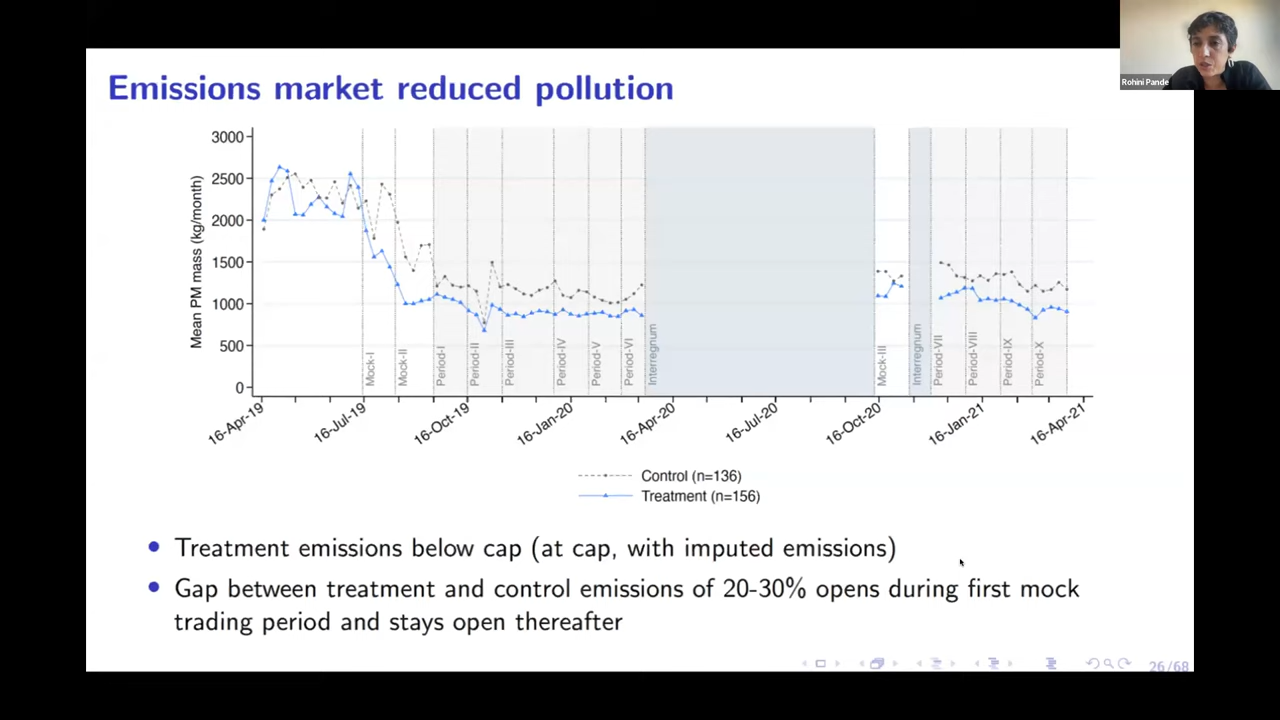 Rohini Pande
Emissions market reduced pollution
3000
2500
2000
1500
1000
500
0
Mean PM mass (kg/month)
Mock-I
Mock-II
Period-I
Period-II
Period-III
Period-IV
Period-V
Period-VI
Interregnum
Mock-III
Interregnum
Period-VII
Period-VIII
Period-IX
Period-X
16-Apr-19
16-Jul-19
16-Oct-19
16-Jan-20
16-Apr-20
16-Jul-20
16-Oct-20
16-Jan-21
16-Apr-21
Control (n=136)
Treatment (n=156)
Treatment emissions below cap (at cap, with imputed emissions)
Gap between treatment and control emissions of 20-30% opens during first mock
trading period and stays open thereafter
26/68